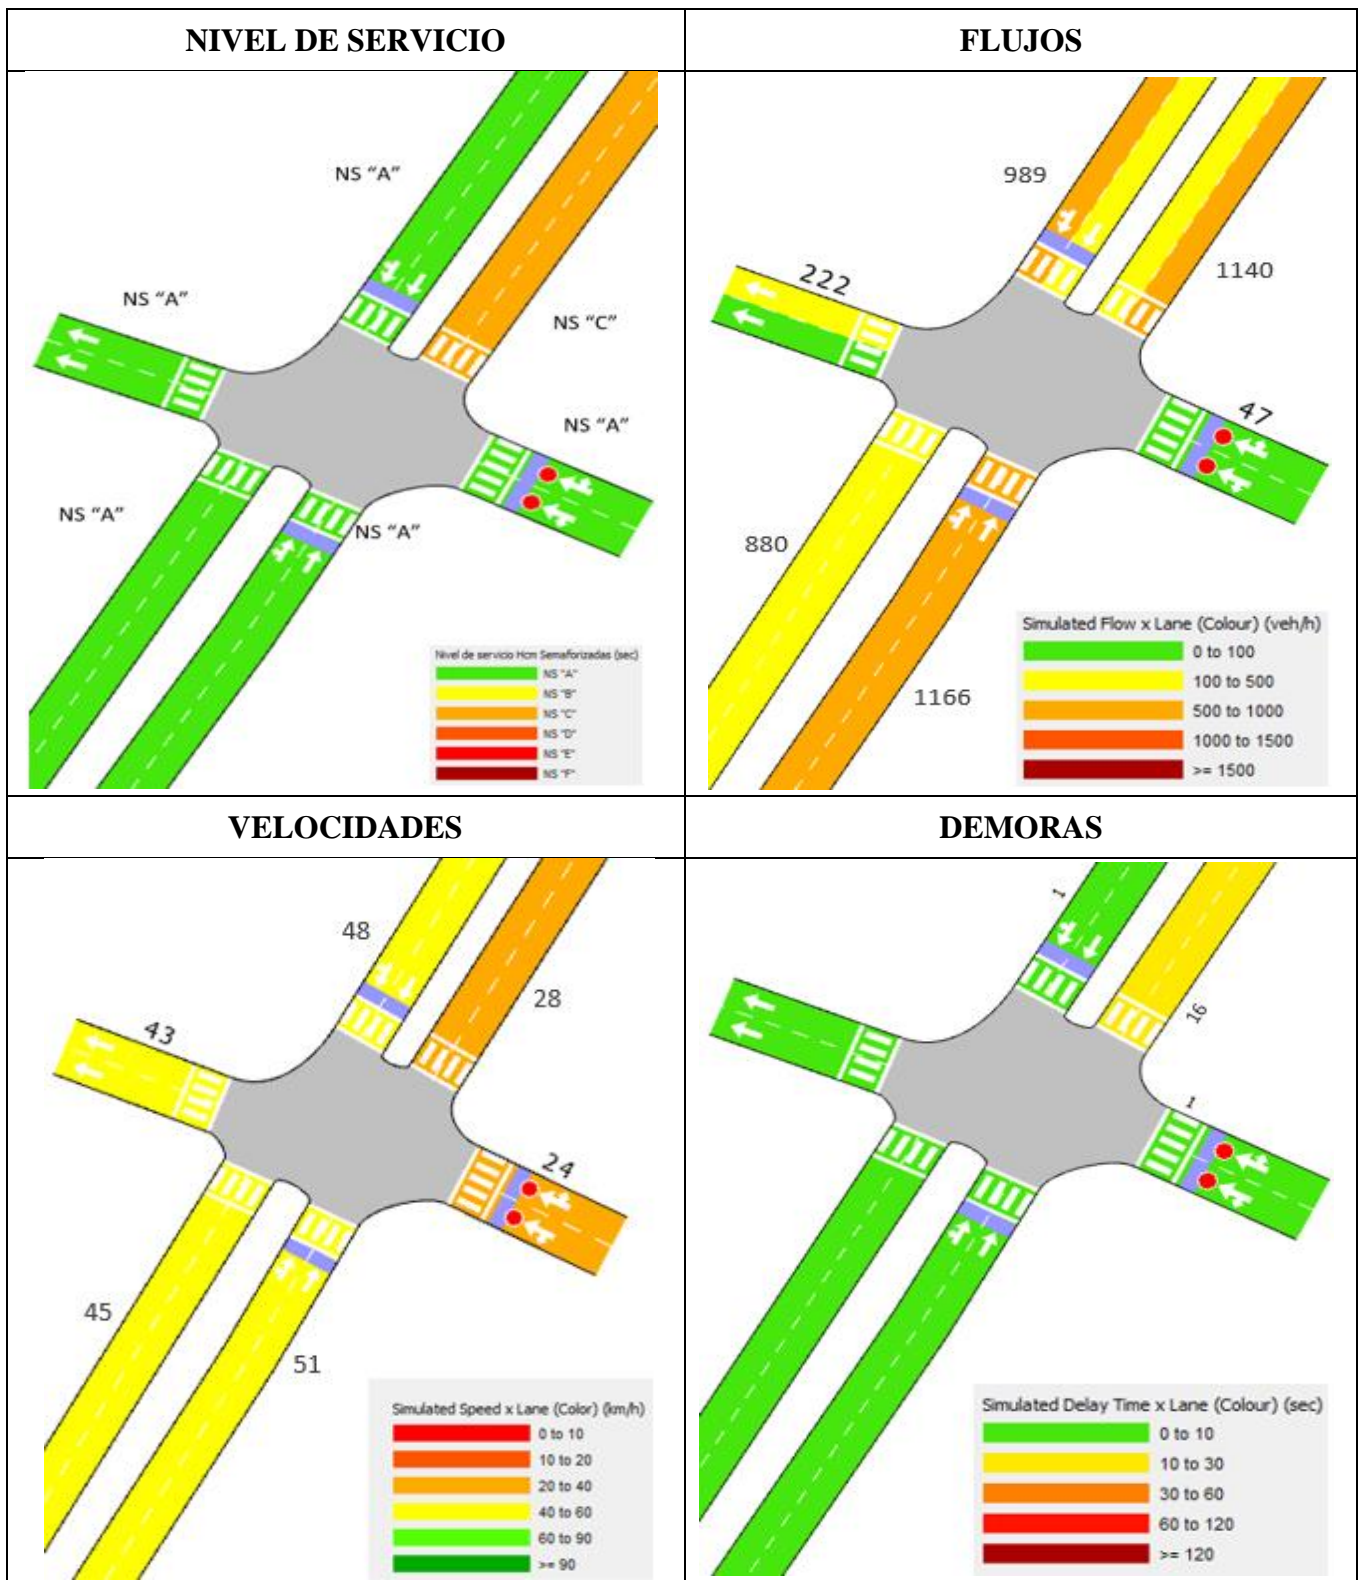 NIVEL DE SERVICIO
FLUJOS
NS “A”
NS “A”
NS “C”
NS “A”
NS “A”
NS “A”
Nivel de servicio Hcm Semaforizadas (sec)
NS "A"
NS "B"
NS "C"
NS "D"
NS "E"
NS "F"
989
222
1140
47
880
1166
Simulated Flow x Lane (Colour) (veh/h)
0 to 100
100 to 500
500 to 1000
1000 to 1500
>= 1500
VELOCIDADES
DEMORAS
48
28
43
24
45
51
Simulated Speed x Lane (Color) (km/h)
0 to 10
10 to 20
20 to 40
40 to 60
60 to 90
>= 90
1
16
1
Simulated Delay Time x Lane (Colour) (sec)
0 to 10
10 to 30
30 to 60
60 to 120
>= 120